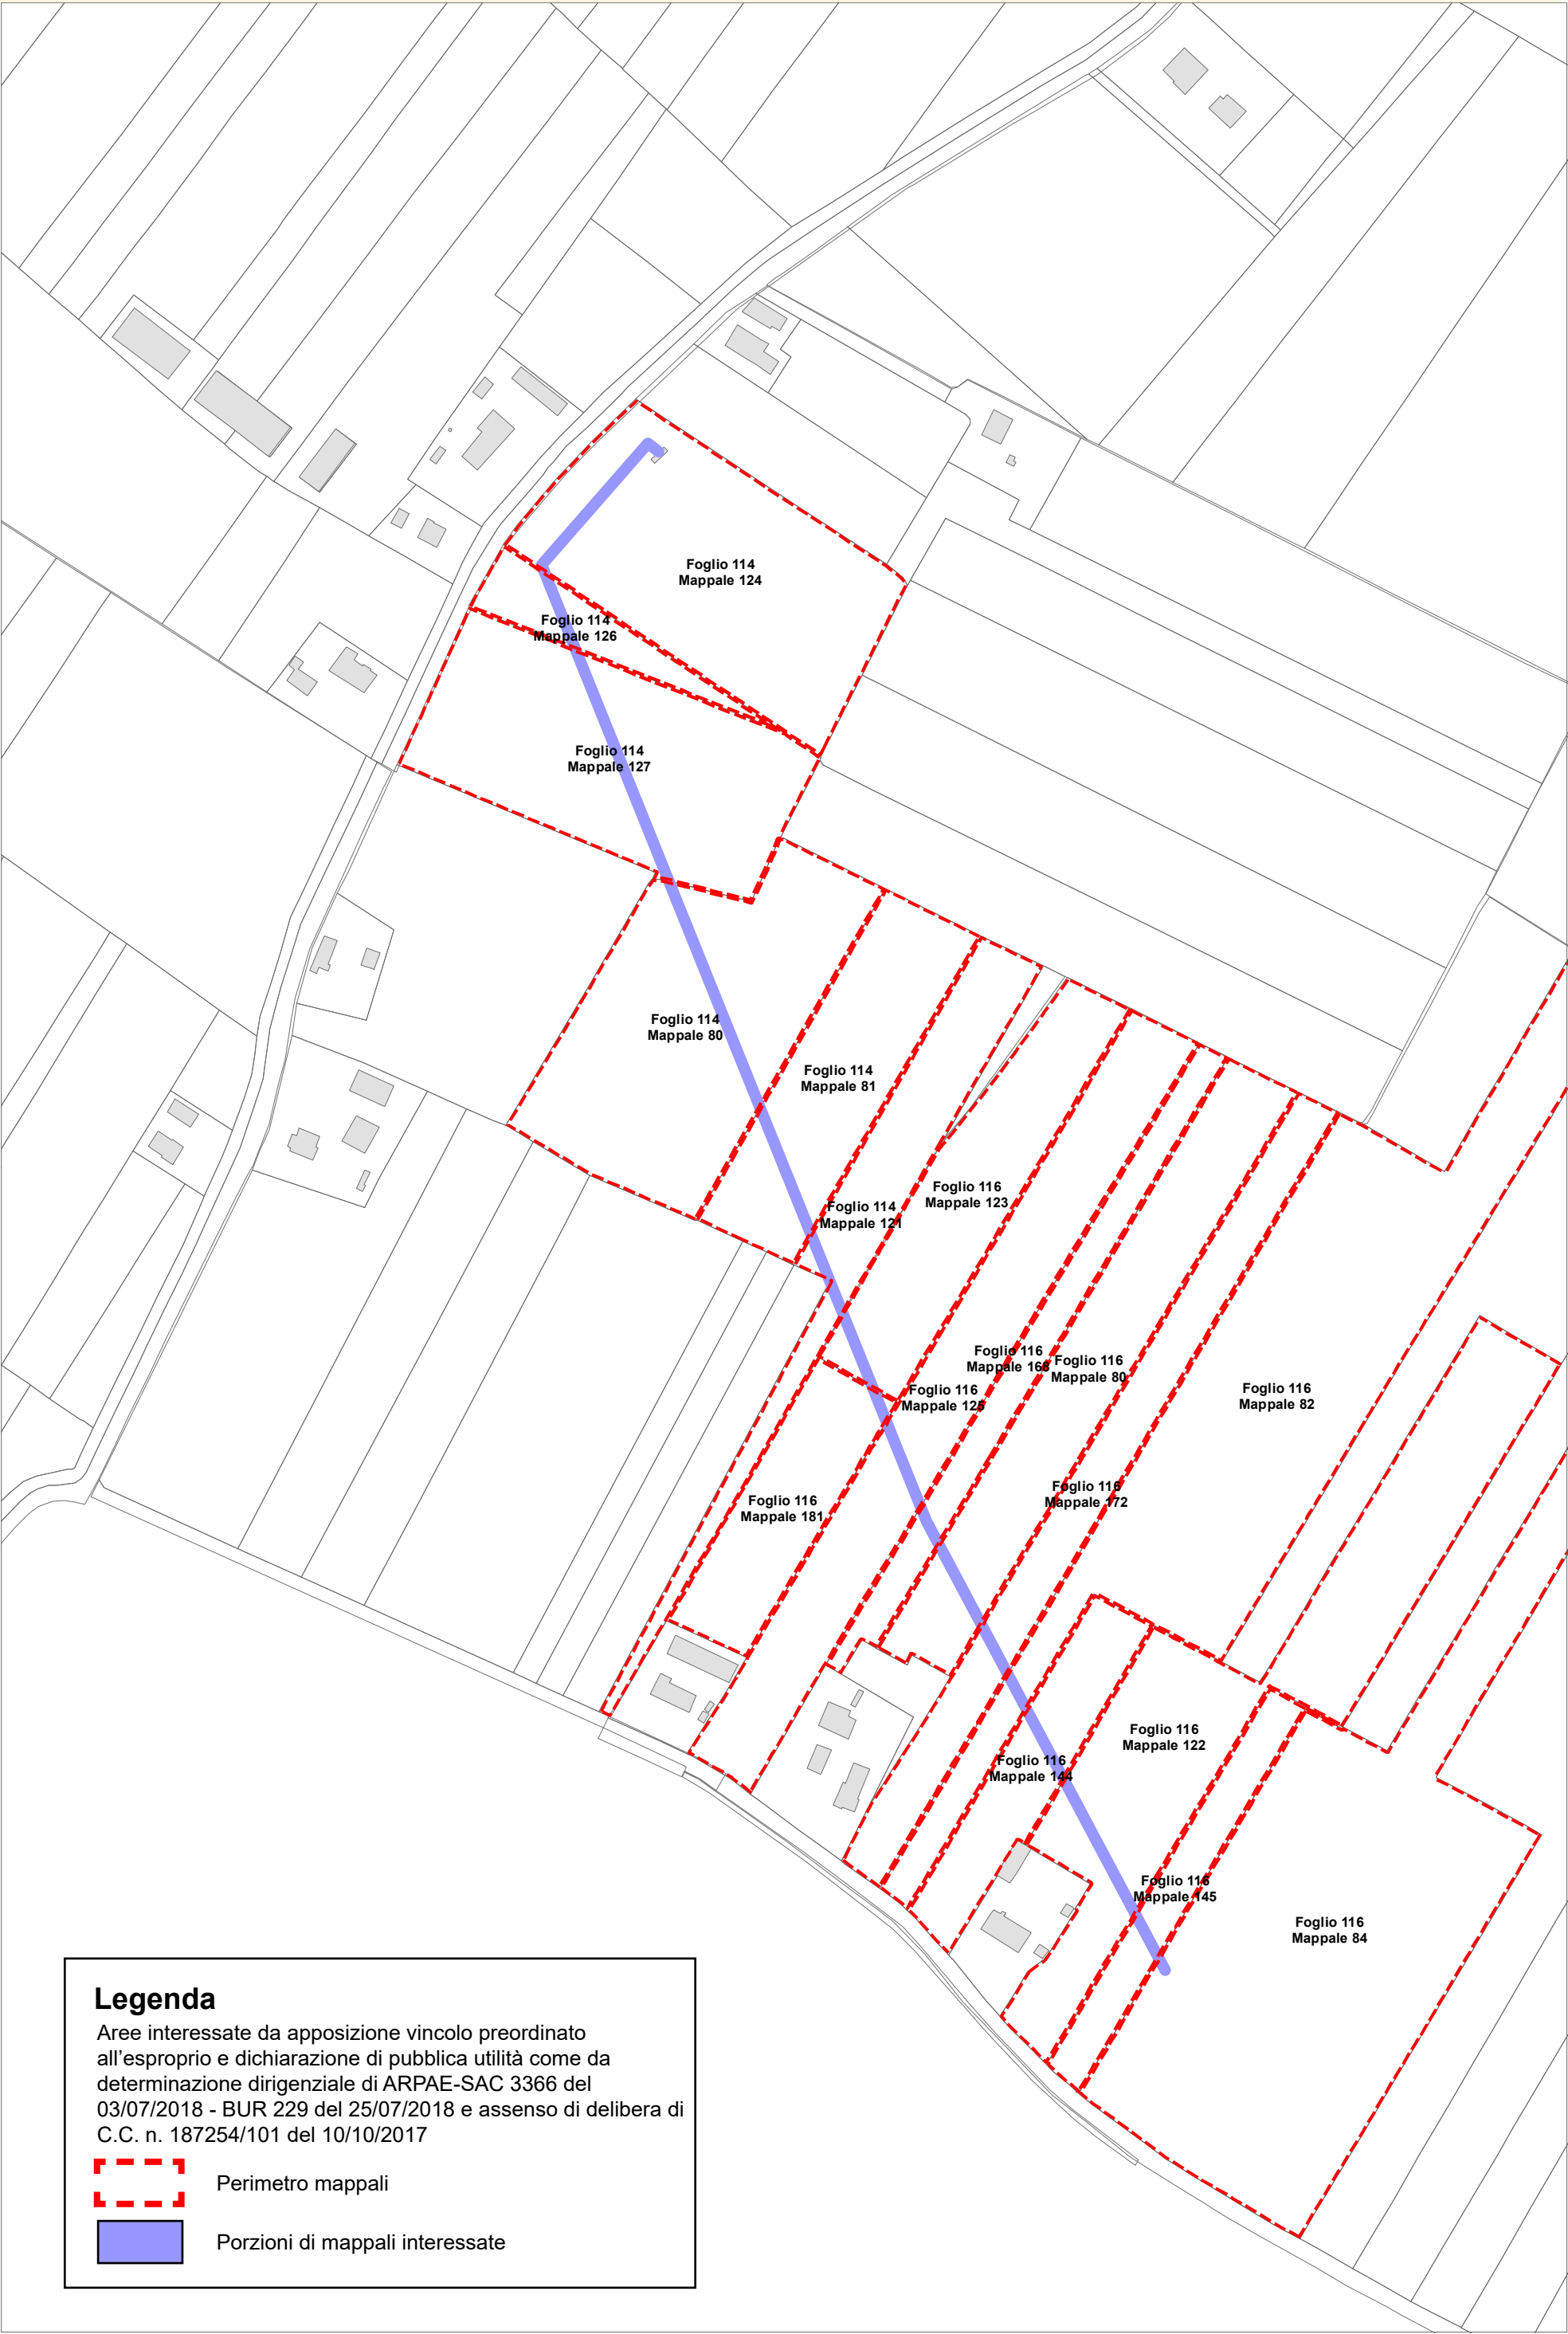 Foglio 114
Mappale 124
Foglio 114
Mappale 126
Foglio 114
Mappale 127
Foglio 114
Mappale 80
Foglio 114
Mappale 81
Foglio 116
Mappale 123
Foglio 114
Mappale 121
Foglio 116
Mappale 168
Foglio 116
Mappale 80
Foglio 116
Mappale 125
Foglio 116
Mappale 82
Foglio 116
Mappale 172
Foglio 116
Mappale 181
Foglio 116
Mappale 122
Foglio 116
Mappale 144
Foglio 116
Mappale 145
Foglio 116
Mappale 84
Legenda
Aree interessate da apposizione vincolo preordinato
all’esproprio e dichiarazione di pubblica utilità come da
determinazione dirigenziale di ARPAE-SAC 3366 del
03/07/2018 - BUR 229 del 25/07/2018 e assenso di delibera di
C.C. n. 187254/101 del 10/10/2017
Perimetro mappali
Porzioni di mappali interessate